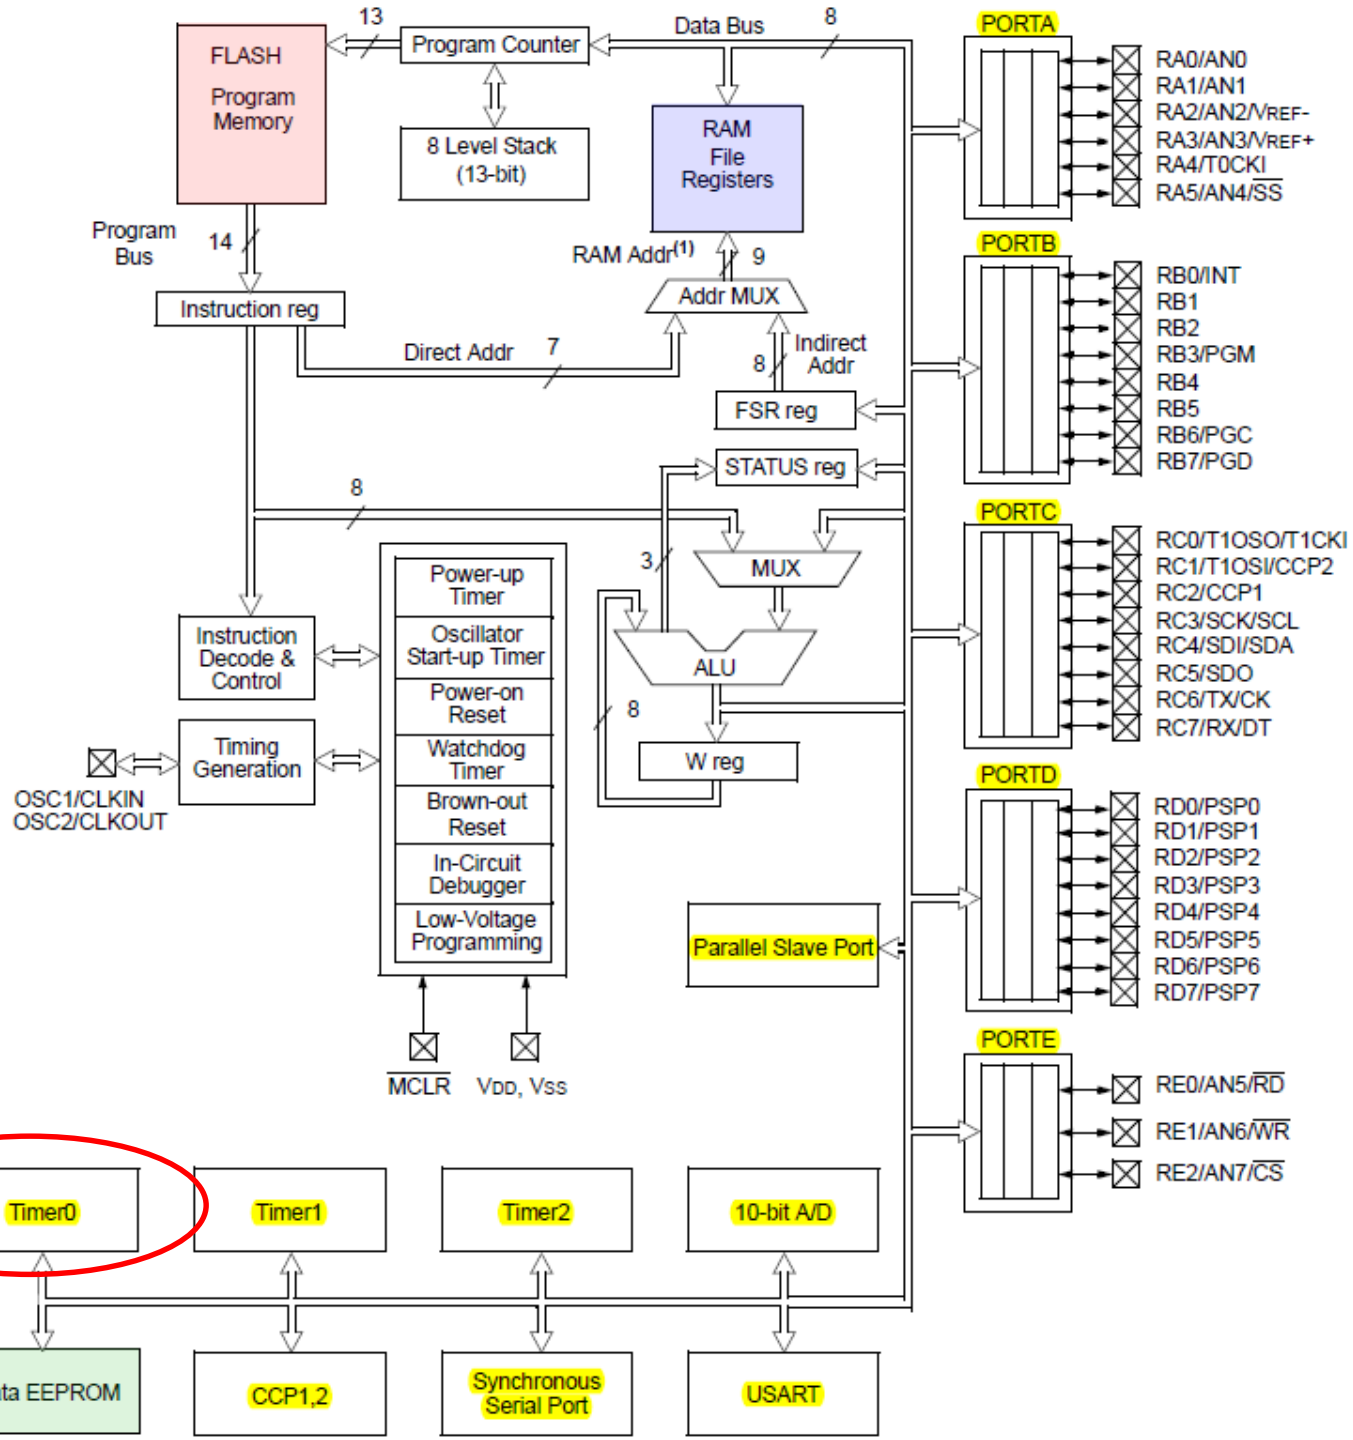 13
Data Bus
8
PORTA
FLASH
Program
Memory
Program Counter
8 Level Stack
(13-bit)
RAM
File
Registers
RA0/AN0
RA1/AN1
RA2/AN2/VREF-
RA3/AN3/VREF+
RA4/T0CKI
RA5/AN4/SS
Program
Bus
14
RAM Addr(1)
9
PORTB
Instruction reg
Addr MUX
RB0/INT
RB1
RB2
RB3/PGM
RB4
RB5
RB6/PGC
RB7/PGD
Direct Addr
7
Indirect
Addr
8
FSR reg
STATUS reg
8
3
MUX
PORTC
RC0/T1OSO/T1CKI
RC1/T1OSI/CCP2
RC2/CCP1
RC3/SCK/SCL
RC4/SDI/SDA
RC5/SDO
RC6/TX/CK
RC7/RX/DT
Power-up
Timer
Oscillator
Start-up Timer
Power-on
Reset
Watchdog
Timer
Brown-out
Reset
In-Circuit
Debugger
Low-Voltage
Programming
Instruction
Decode &
Control
ALU
8
W reg
Timing
Generation
OSC1/CLKIN
OSC2/CLKOUT
PORTD
RD0/PSP0
RD1/PSP1
RD2/PSP2
RD3/PSP3
RD4/PSP4
RD5/PSP5
RD6/PSP6
RD7/PSP7
Parallel Slave Port
MCLR
VDD, VSS
PORTE
RE0/AN5/RD
RE1/AN6/WR
RE2/AN7/CS
Timer0
Timer1
Timer2
10-bit A/D
ta EEPROM
CCP1,2
Synchronous
Serial Port
USART